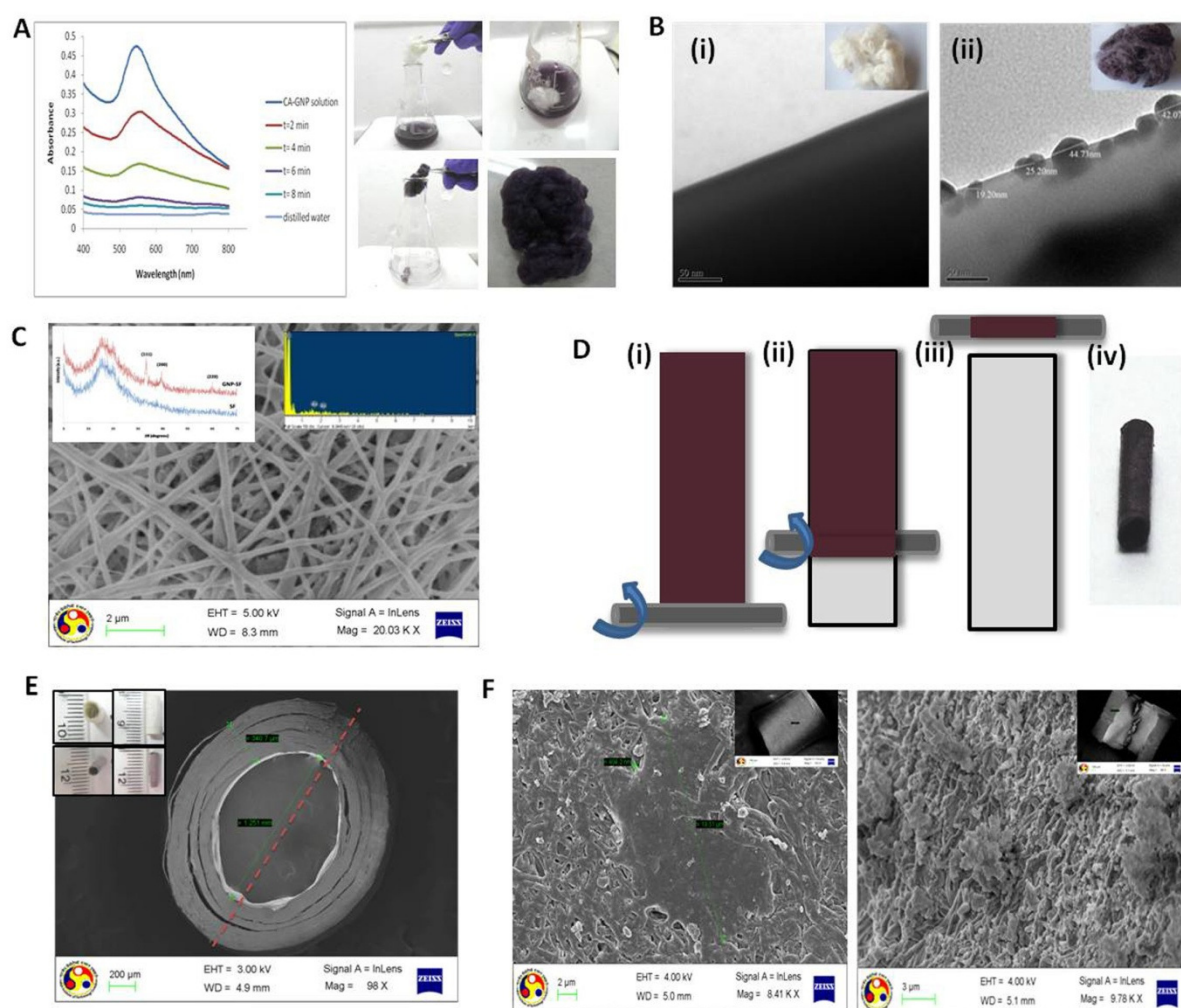 A
0.5
0.45
0.4
0.35
0.3
0.25
0.2
0.15
0.1
0.05
0
400 500 600 700 800
Absorbance
Wavelength (nm)
CA-GNP solution
t=2 min
t= 4 min
t= 6 min
t= 8 min
distilled water
B
(i)
50 nm
(ii)
19.20nm
25.20nm
44.73nm
42.07
C
GNP-SF
SF
2 µm
EHT = 5.00 kV
WD = 8.3 mm
Signal A = InLens
Mag = 20.03 K X
ZEISS
D
(i)
(ii)
(iii)
iv)
E
10
9
12
12
200 µm
EHT = 3.00 kV
WD = 4.9 mm
Signal A = InLens
Mag = 98 X
ZEISS
F
2 µm
EHT = 4.00 kV
WD = 5.0 mm
Signal A = InLens
Mag = 8.41 K X
ZEISS
3 µm
EHT = 4.00 kV
WD = 5.1 mm
Signal A = InLens
Mag = 9.78 K X
ZEISS